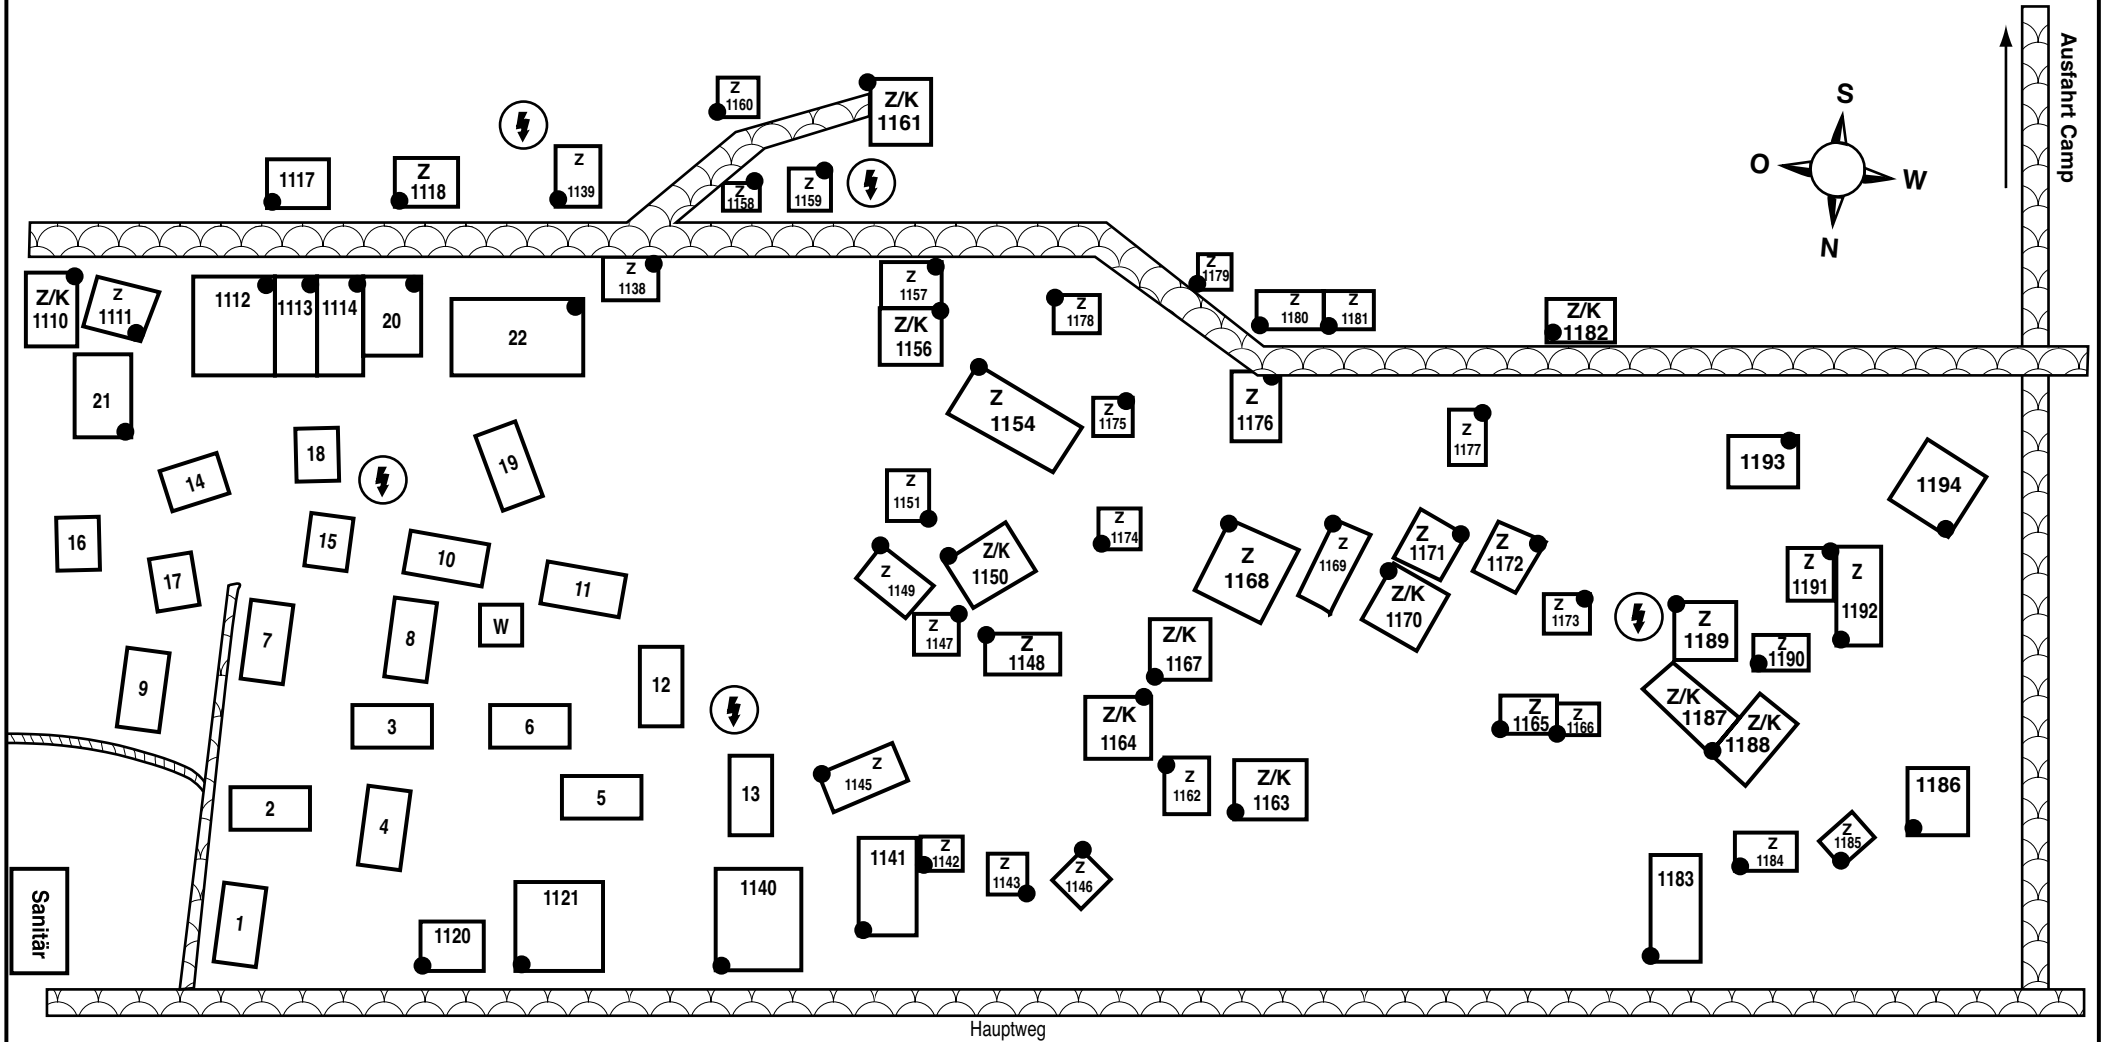 Z
1160
Z/K
1161
Ausfahrt Camp
S
O
W
N
1117
Z
1118
Z
1139
Z
1158
Z
1159
Z/K
1110
Z
1111
1112
1113
1114
20
22
Z
1138
Z
1157
Z/K
1156
Z
1178
Z
1179
Z
1180
Z
1181
Z/K
1182
21
Z
1154
Z
1175
Z
1176
Z
1177
1193
1194
14
18
19
Z
1151
Z
1174
16
17
15
10
11
Z
1149
Z/K
1150
Z
1168
Z
1169
Z
1171
Z
1172
Z/K
1170
Z
1173
Z
1191
Z
1192
7
8
W
Z
1147
Z
1148
Z/K
1167
Z
1189
Z
1190
9
3
6
12
Z/K
1164
Z
1165
Z
1166
Z/K
1187
Z/K
1188
2
4
5
13
Z
1145
Z
1162
Z/K
1163
1186
1141
Z
1142
Z
1143
Z
1146
1183
Z
1184
Z
1185
Sanitär
1
1120
1121
1140
Hauptweg